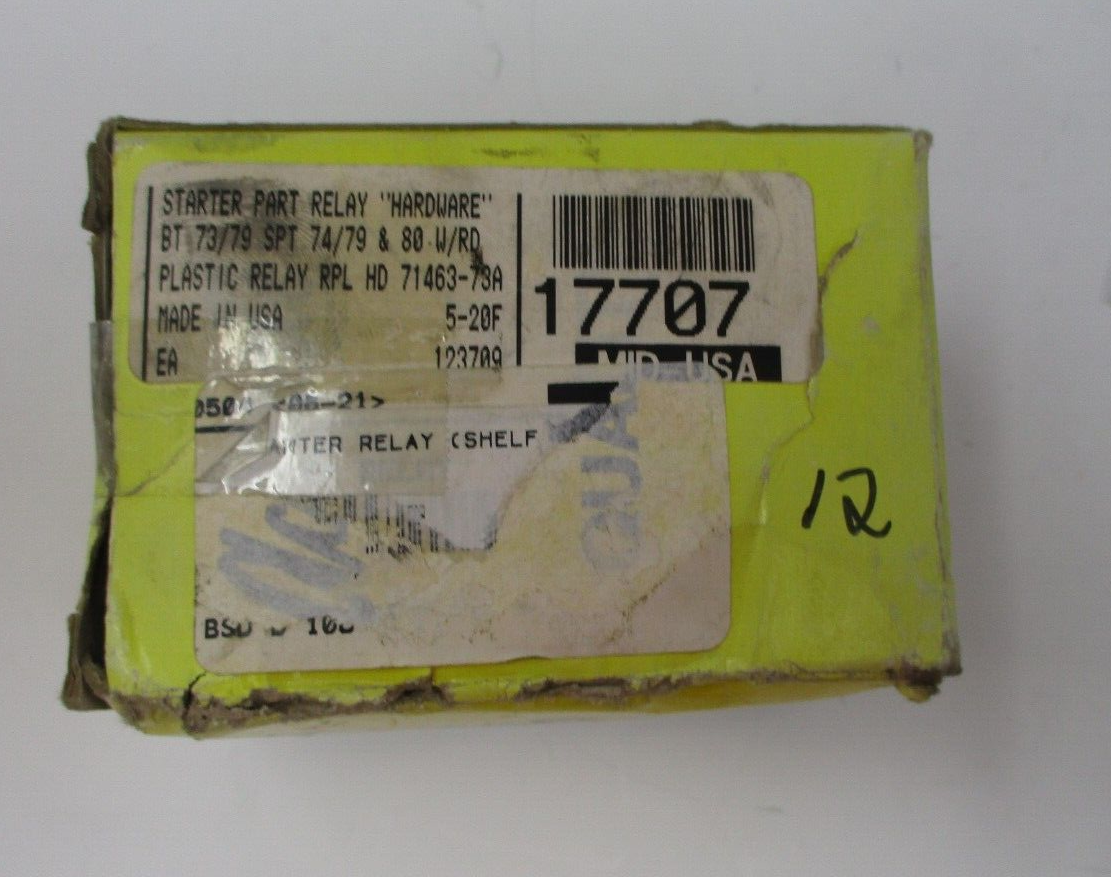 STARTER PART RELAY "HARDWARE"
BT 73/79 SPT 74/79 & 80 W/RD
PLASTIC RELAY RPL HD 71463-73A
MADE IN USA 5-20F
EA 123709
17707
MID-USA
RELAY (SHELF
QUA
12